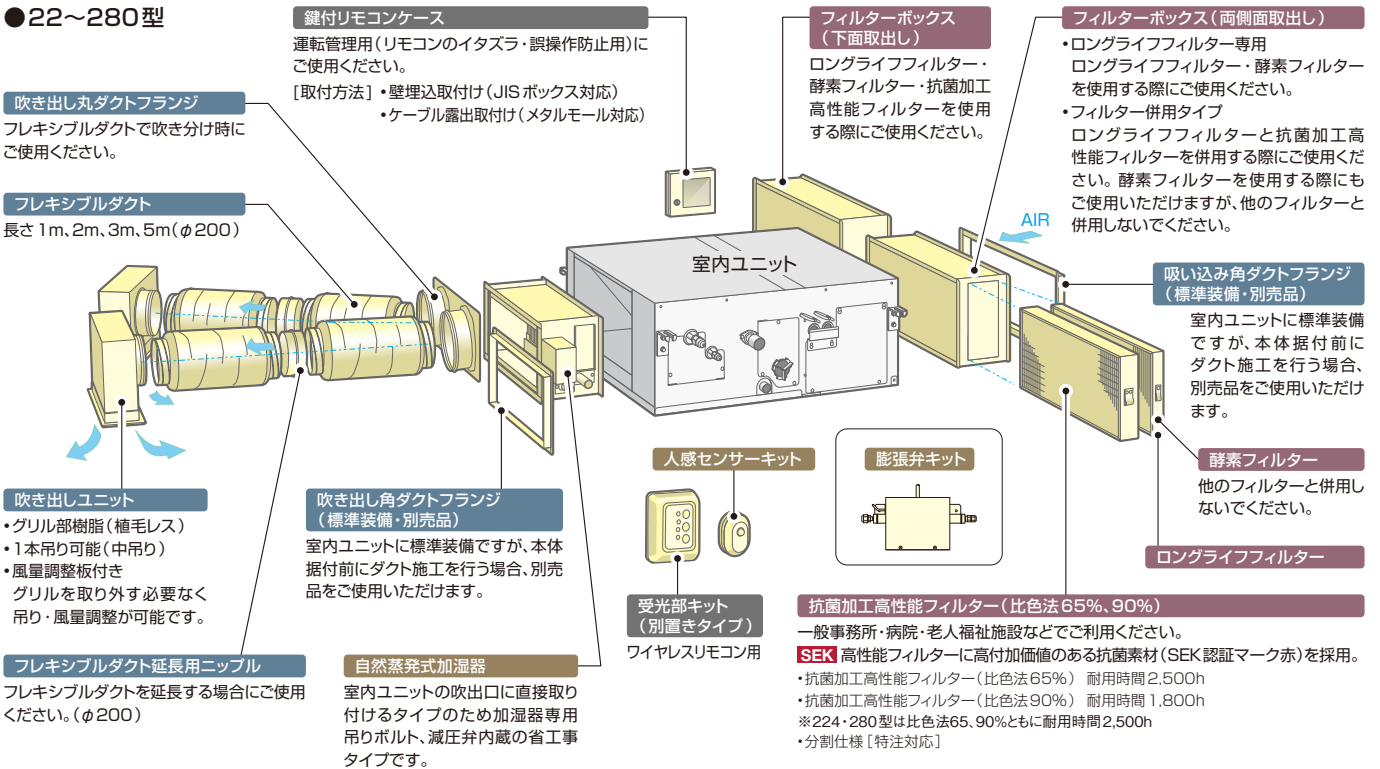 ●22〜280型
鍵付リモコンケース
運転管理用(リモコンのイタズラ・誤操作防止用)に
ご使用ください。
[取付方法] •壁埋込取付け(JISボックス対応)
•ケーブル露出取付け(メタルモール対応)
フィルターボックス
(下面取出し)
ロングライフフィルター・
酵素フィルター・抗菌加工
高性能フィルターを使用
する際にご使用ください。
フィルターボックス(両側面取出し)
•ロングライフフィルター専用
ロングライフフィルター・酵素フィルター
を使用する際にご使用ください。
•フィルター併用タイプ
ロングライフフィルターと抗菌加工高
性能フィルターを併用する際にご使用くだ
さい。酵素フィルターを使用する際にも
ご使用いただけますが、他のフィルターと
併用しないでください。
吹き出し丸ダクトフランジ
フレキシブルダクトで吹き分け時に
ご使用ください。
フレキシブルダクト
長さ1m、2m、3m、5m(φ200)
AIR
室内ユニット
吸い込み角ダクトフランジ
(標準装備・別売品)
室内ユニットに標準装備
ですが、本体据付前に
ダクト施工を行う場合、
別売品をご使用いただけ
ます。
酵素フィルター
他のフィルターと併用し
ないでください。
ロングライフフィルター
吹き出しユニット
•グリル部樹脂(植毛レス)
•1本吊り可能(中吊り)
•風量調整板付き
グリルを取り外す必要なく
吊り・風量調整が可能です。
吹き出し角ダクトフランジ
(標準装備・別売品)
室内ユニットに標準装備ですが、本体
据付前にダクト施工を行う場合、別売
品をご使用いただけます。
人感センサーキット
膨張弁キット
受光部キット
(別置きタイプ)
ワイヤレスリモコン用
フレキシブルダクト延長用ニップル
フレキシブルダクトを延長する場合にご使用
ください。(φ200)
自然蒸発式加湿器
室内ユニットの吹出口に直接取り
付けるタイプのため加湿器専用
吊りボルト、減圧弁内蔵の省工事
タイプです。
抗菌加工高性能フィルター(比色法65%、90%)
一般事務所・病院・老人福祉施設などでご利用ください。
SEK 高性能フィルターに高付加価値のある抗菌素材(SEK認証マーク赤)を採用。
•抗菌加工高性能フィルター(比色法65%) 耐用時間2,500h
•抗菌加工高性能フィルター(比色法90%) 耐用時間1,800h
※224・280型は比色法65、90%ともに耐用時間2,500h
•分割仕様[特注対応]